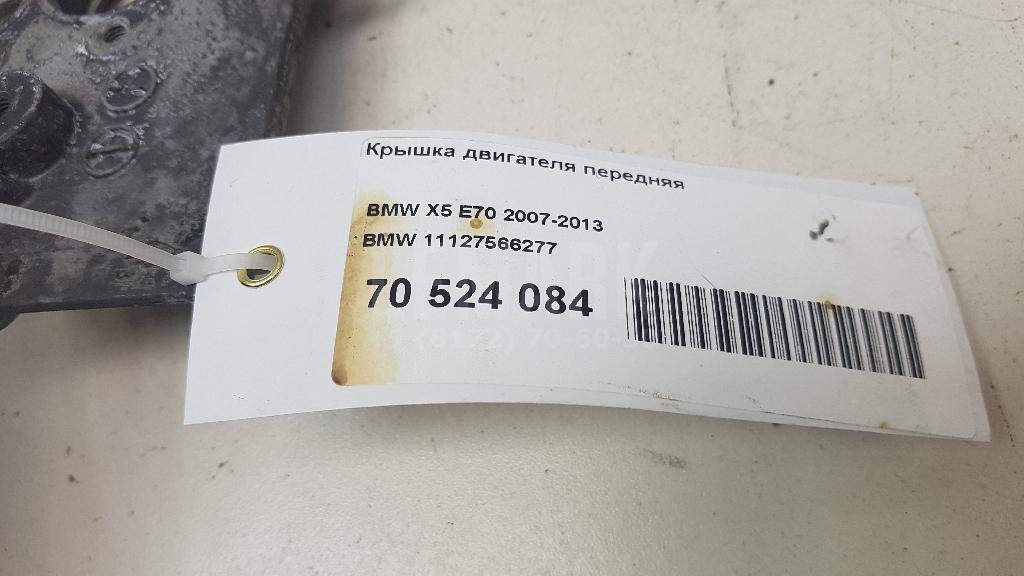 Крышка двигателя передняя
BMW X5 E70 2007-2013
BMW 11127566277
70 524 084